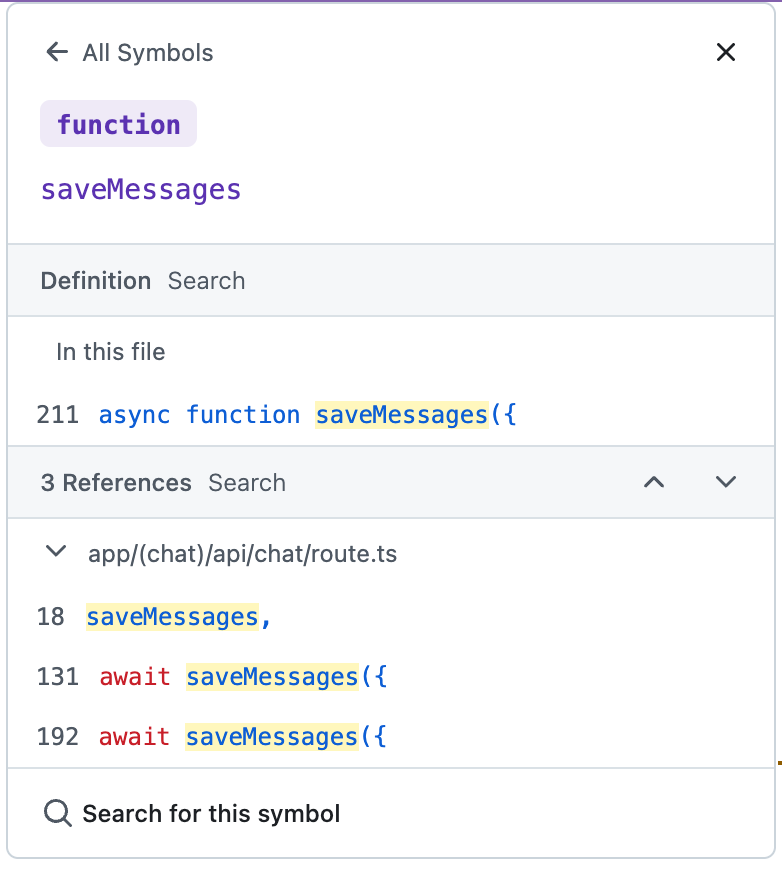 ← All Symbols
function
saveMessages
Definition Search
In this file
211 async function saveMessages({
3 References Search
app/(chat)/api/chat/route.ts
18 saveMessages,
131 await saveMessages({
192 await saveMessages({
Search for this symbol